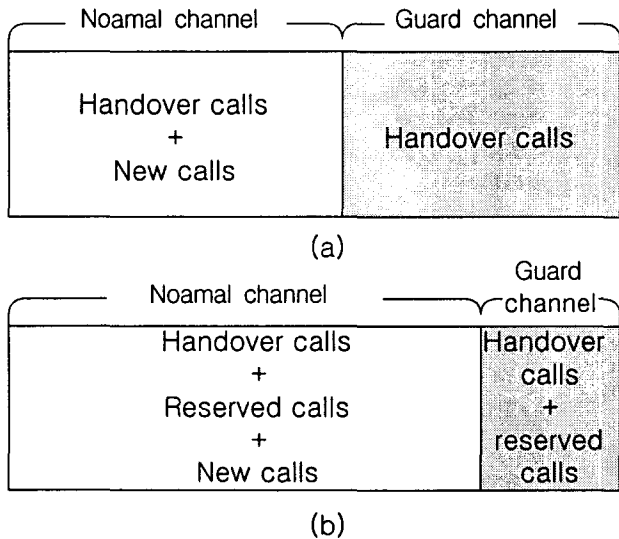 Noamal channel Guard channel
Handover calls
+
New calls
Handover calls
(a)
Noamal channel
Guard
channel
Handover calls
+
Reserved calls
+
New calls
Handover
calls
+
reserved
calls
(b)